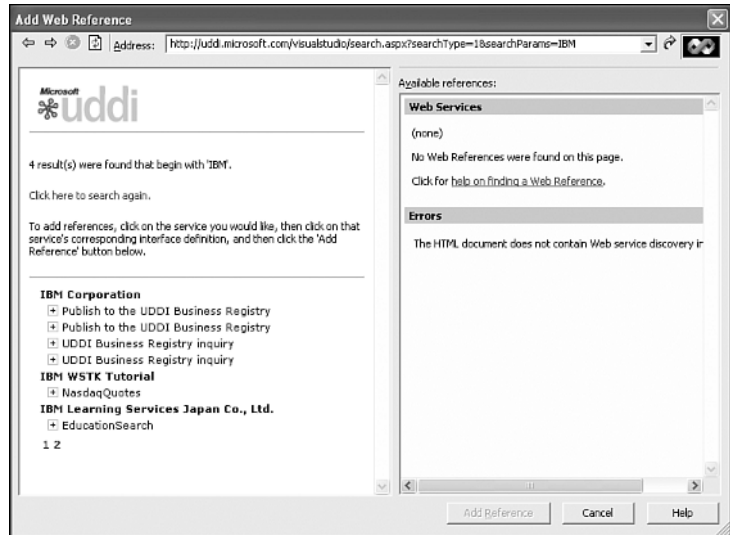 Add Web Reference
Address: http://uddi.microsoft.com/visualstudio/search.aspx?searchType=1&searchParams=IBM
Microsoft
uddi
4 result(s) were found that begin with 'IBM'.
Click here to search again.
To add references, click on the service you would like, then click on that
service's corresponding interface definition, and then click the 'Add
Reference' button below.
IBM Corporation
Publish to the UDDI Business Registry
Publish to the UDDI Business Registry
UDDI Business Registry inquiry
UDDI Business Registry inquiry
IBM WSTK Tutorial
NasdaqQuotes
IBM Learning Services Japan Co., Ltd.
EducationSearch
1 2
Available references:
Web Services
(none)
No Web References were found on this page.
Click for help on finding a Web Reference.
Errors
The HTML document does not contain Web service discovery ir
Add Reference
Cancel
Help